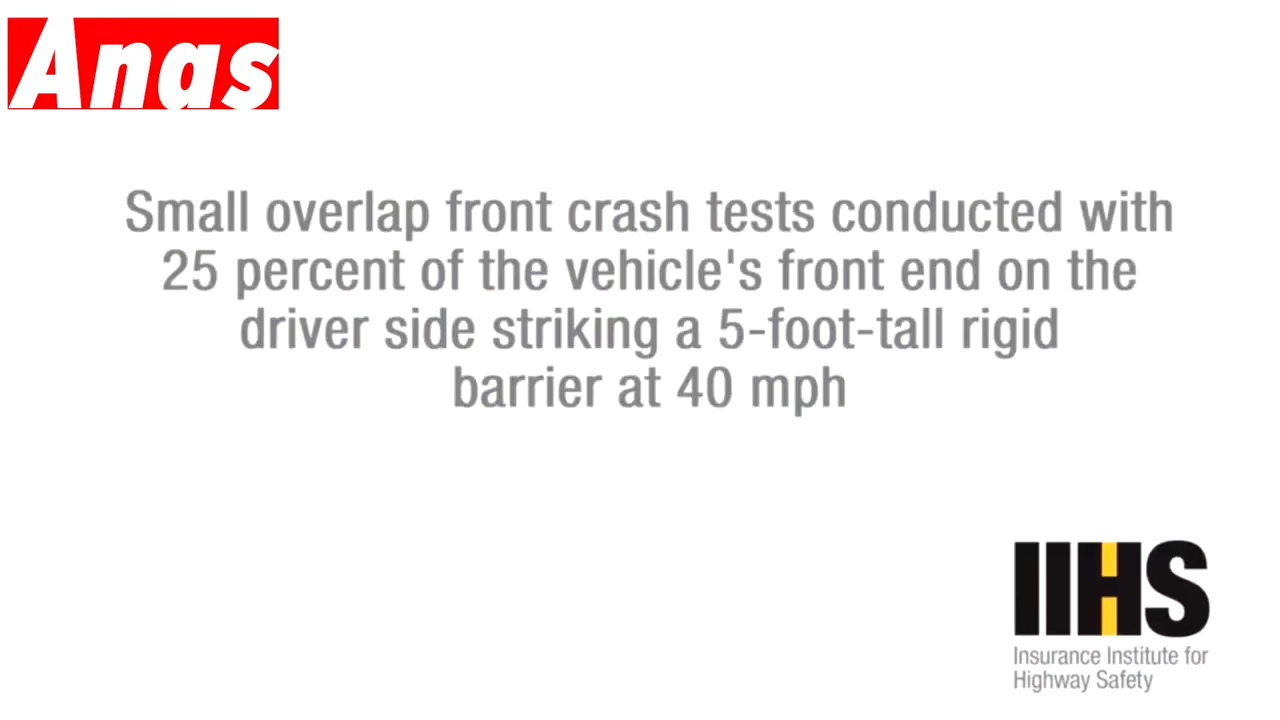 Anas
Small overlap front crash tests conducted with
25 percent of the vehicle's front end on the
driver side striking a 5-foot-tall rigid
barrier at 40 mph
IIHS
Insurance Institute for
Highway Safety